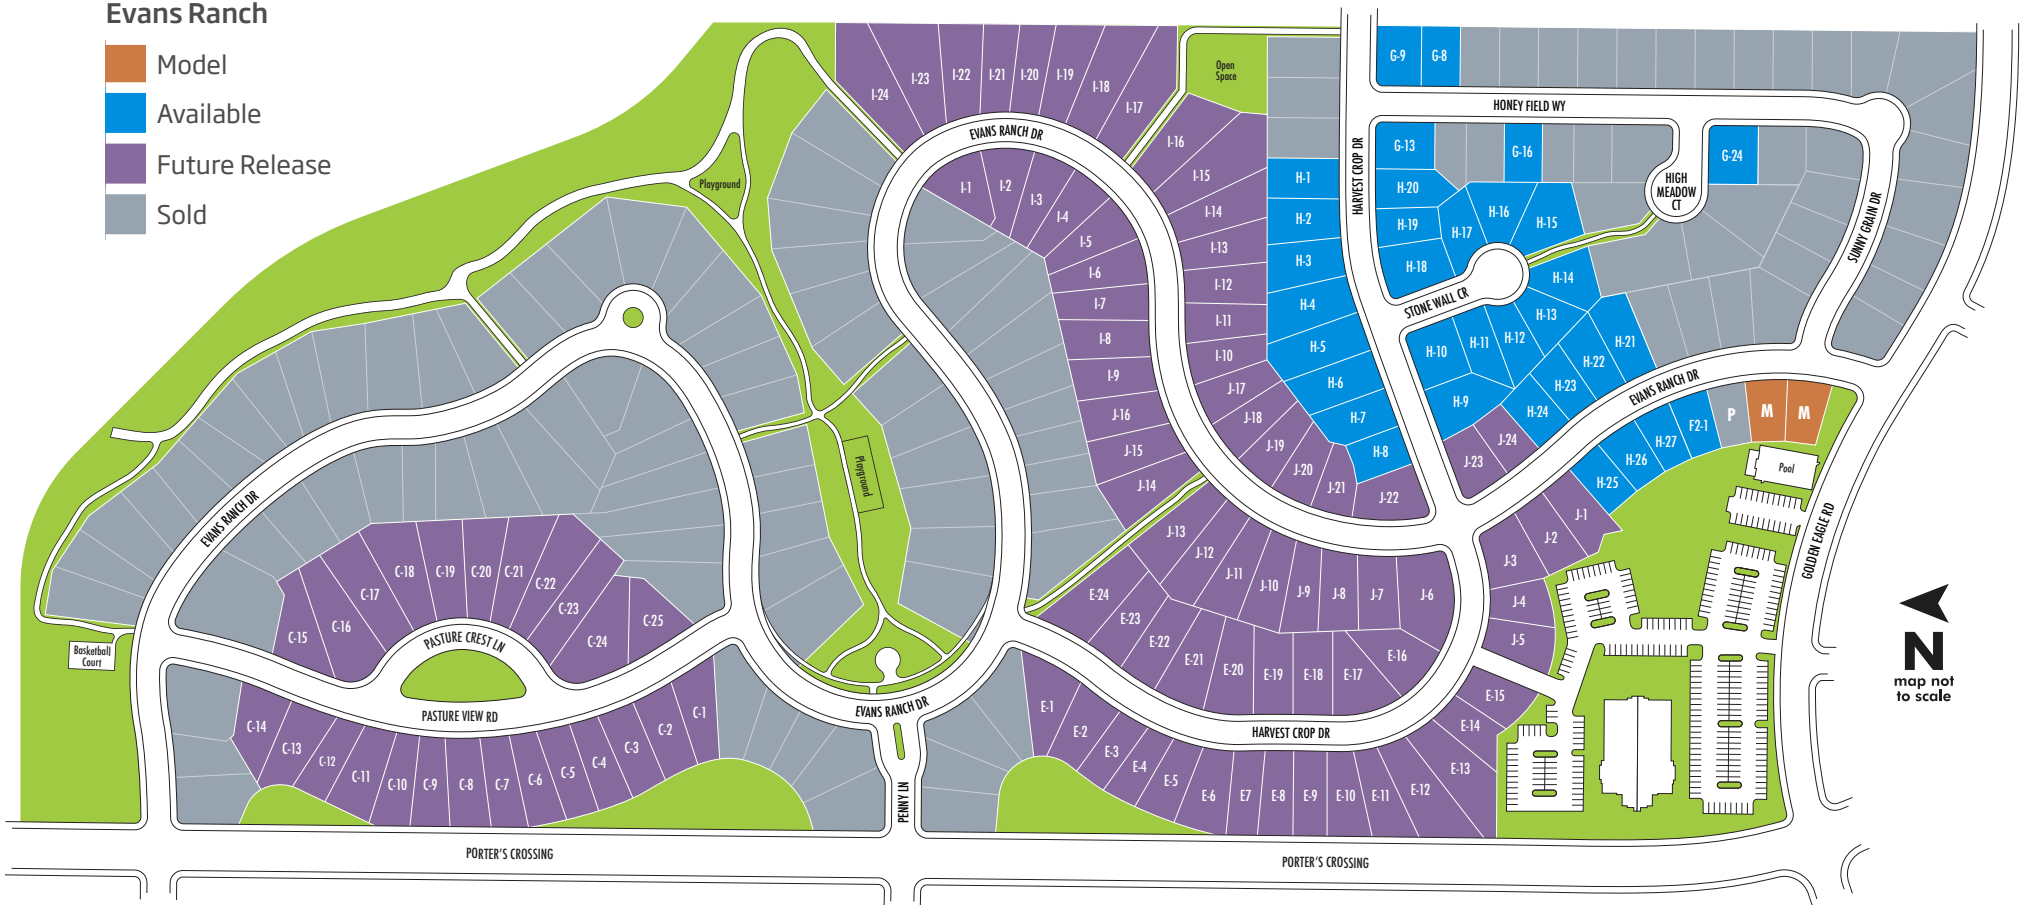 Evans Ranch
Model
Available
Future Release
Sold
G-9
G-8
I-24
I-23
I-22
I-21
I-20
I-19
I-18
I-17
Open
Space
HONEY FIELD WY
EVANS RANCH DR
HARVEST CROP DR
I-16
I-15
I-14
I-13
I-12
I-11
I-10
G-13
G-16
G-24
HIGH
MEADOW
CT
SUNNY GRAIN DR
Playground
I-1
I-2
I-3
I-4
I-5
I-6
I-7
I-8
I-9
H-1
H-2
H-3
H-4
H-5
H-6
H-7
H-8
H-20
H-19
H-18
H-17
H-16
H-15
H-14
H-13
H-12
H-11
H-10
H-9
STONE WALL CR
H-21
H-22
H-23
H-24
EVANS RANCH DR
J-16
J-15
J-14
J-17
J-18
J-19
J-20
J-21
J-22
J-23
J-24
H-25
H-26
H-27
F2-1
P
M
M
Pool
GOLDEN EAGLE RD
Playground
EVANS RANCH DR
J-13
J-12
J-11
J-10
J-9
J-8
J-7
J-6
J-1
J-2
J-3
J-4
J-5
C-15
C-16
C-17
C-18
C-19
C-20
C-21
C-22
C-23
C-24
C-25
PASTURE CREST LN
Basketball
Court
E-24
E-23
E-22
E-21
E-20
E-19
E-18
E-17
E-16
E-15
E-14
E-13
N
map not
to scale
PASTURE VIEW RD
EVANS RANCH DR
HARVEST CROP DR
C-14
C-13
C-12
C-11
C-10
C-9
C-8
C-7
C-6
C-5
C-4
C-3
C-2
C-1
E-1
E-2
E-3
E-4
E-5
E-6
E7
E-8
E-9
E-10
E-11
E-12
PENNY LN
PORTER'S CROSSING
PORTER'S CROSSING